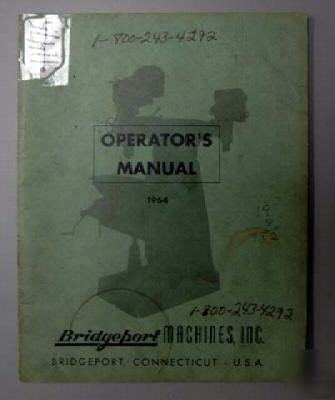 1-800-243-4292
OPERATOR'S
MANUAL
1964
1-800-243-4292
Bridgeport MACHINES, INC.
BRIDGEPORT, CONNECTICUT - U.S.A.